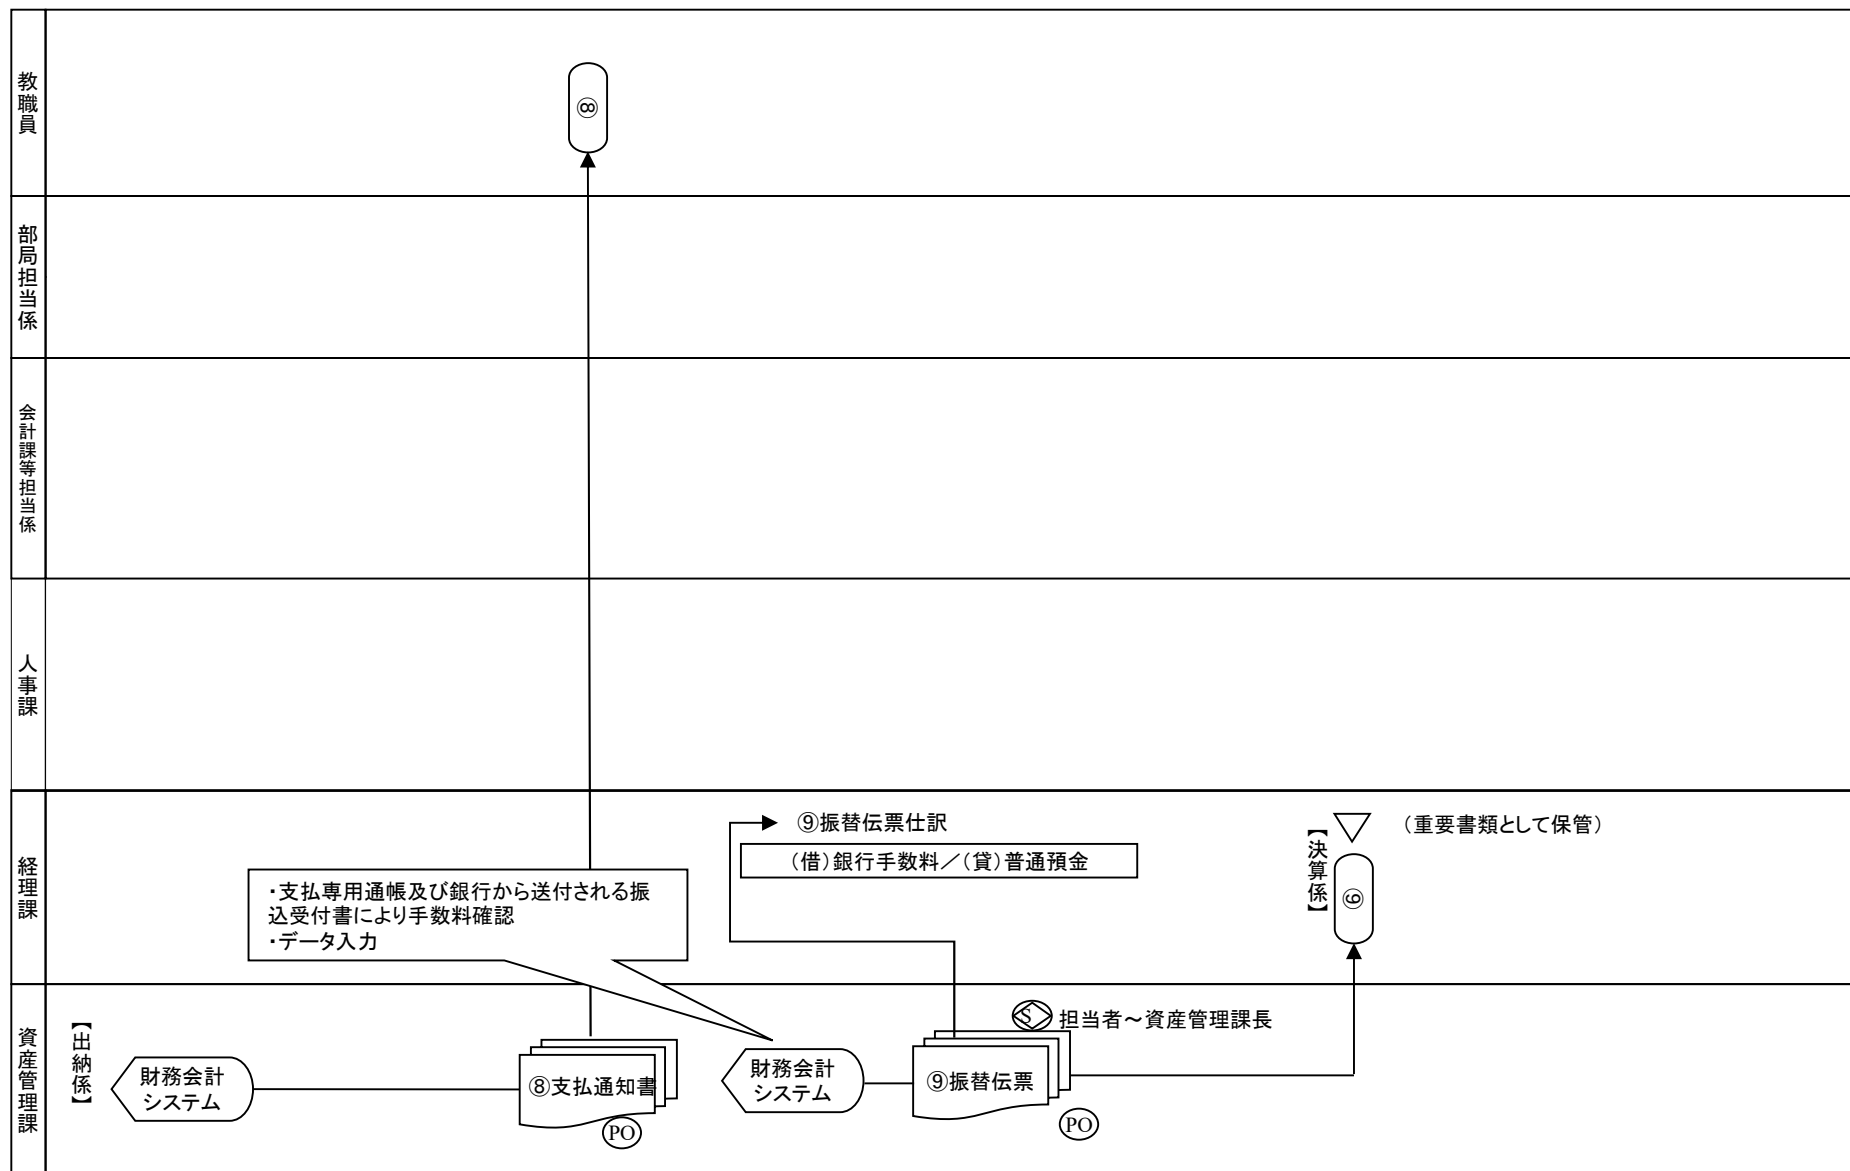 教職員
⑧
部局担当係
会計課等担当係
人事課
経理課
⑨振替伝票仕訳
（借）銀行手数料／（貸）普通預金
・支払専用通帳及び銀行から送付される振
込受付書により手数料確認
・データ入力
【決算係】
（重要書類として保管）
⑨
資産管理課
【出納係】
財務会計
システム
⑧支払通知書
PO
財務会計
システム
⑨振替伝票
S
担当者～資産管理課長
PO